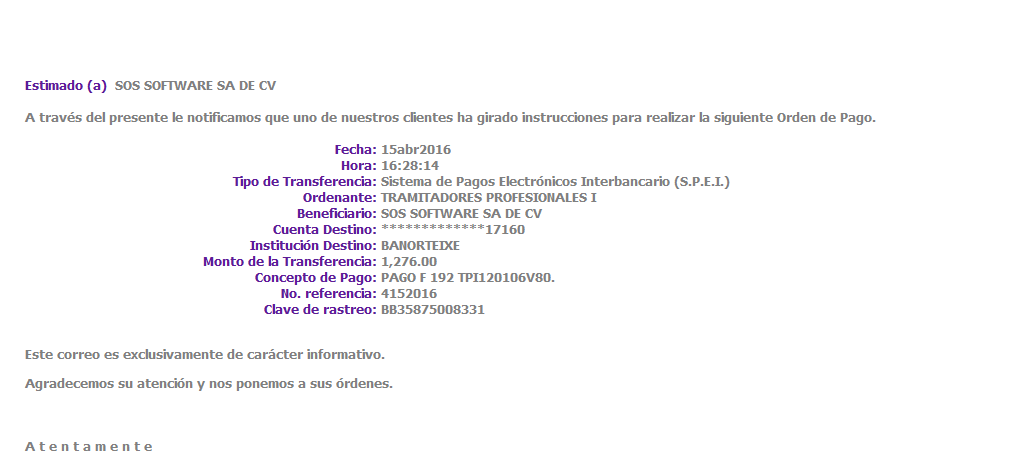 Estimado (a) SOS SOFTWARE SA DE CV
A través del presente le notificamos que uno de nuestros clientes ha girado instrucciones para realizar la siguiente Orden de Pago.
Fecha: 15abr2016
Hora: 16:28:14
Tipo de Transferencia: Sistema de Pagos Electrónicos Interbancario (S.P.E.I.)
Ordenante: TRAMITADORES PROFESIONALES I
Beneficiario: SOS SOFTWARE SA DE CV
Cuenta Destino: *************17160
Institución Destino: BANORTEIXE
Monto de la Transferencia: 1,276.00
Concepto de Pago: PAGO F 192 TPI120106V80.
No. referencia: 4152016
Clave de rastreo: BB35875008331
Este correo es exclusivamente de carácter informativo.
Agradecemos su atención y nos ponemos a sus órdenes.
A t e n t a m e n t e